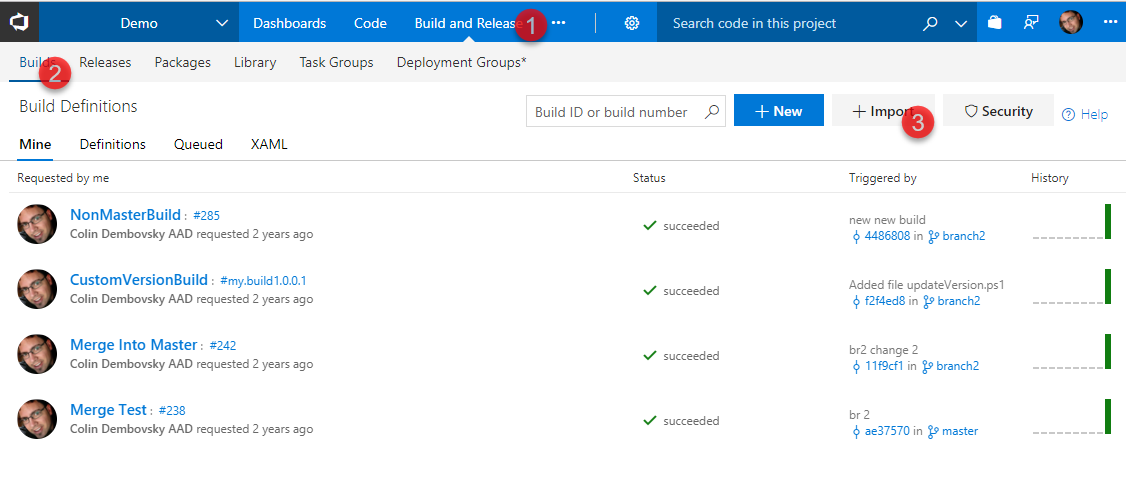 Demo Dashboards Code Build and Release 1 ••• Search code in this project •••
Builds 2 Releases Packages Library Task Groups Deployment Groups*
Build Definitions Build ID or build number + New + Import 3 Security Help
Mine Definitions Queued XAML
Requested by me Status Triggered by History
NonMasterBuild : #285
Colin Dembovsky AAD requested 2 years ago
succeeded
new new build
4486808 in branch2
CustomVersionBuild : #my.build1.0.0.1
Colin Dembovsky AAD requested 2 years ago
succeeded
Added file updateVersion.ps1
f2f4ed8 in branch2
Merge Into Master : #242
Colin Dembovsky AAD requested 2 years ago
succeeded
br2 change 2
11f9cf1 in branch2
Merge Test : #238
Colin Dembovsky AAD requested 2 years ago
succeeded
br 2
ae37570 in master